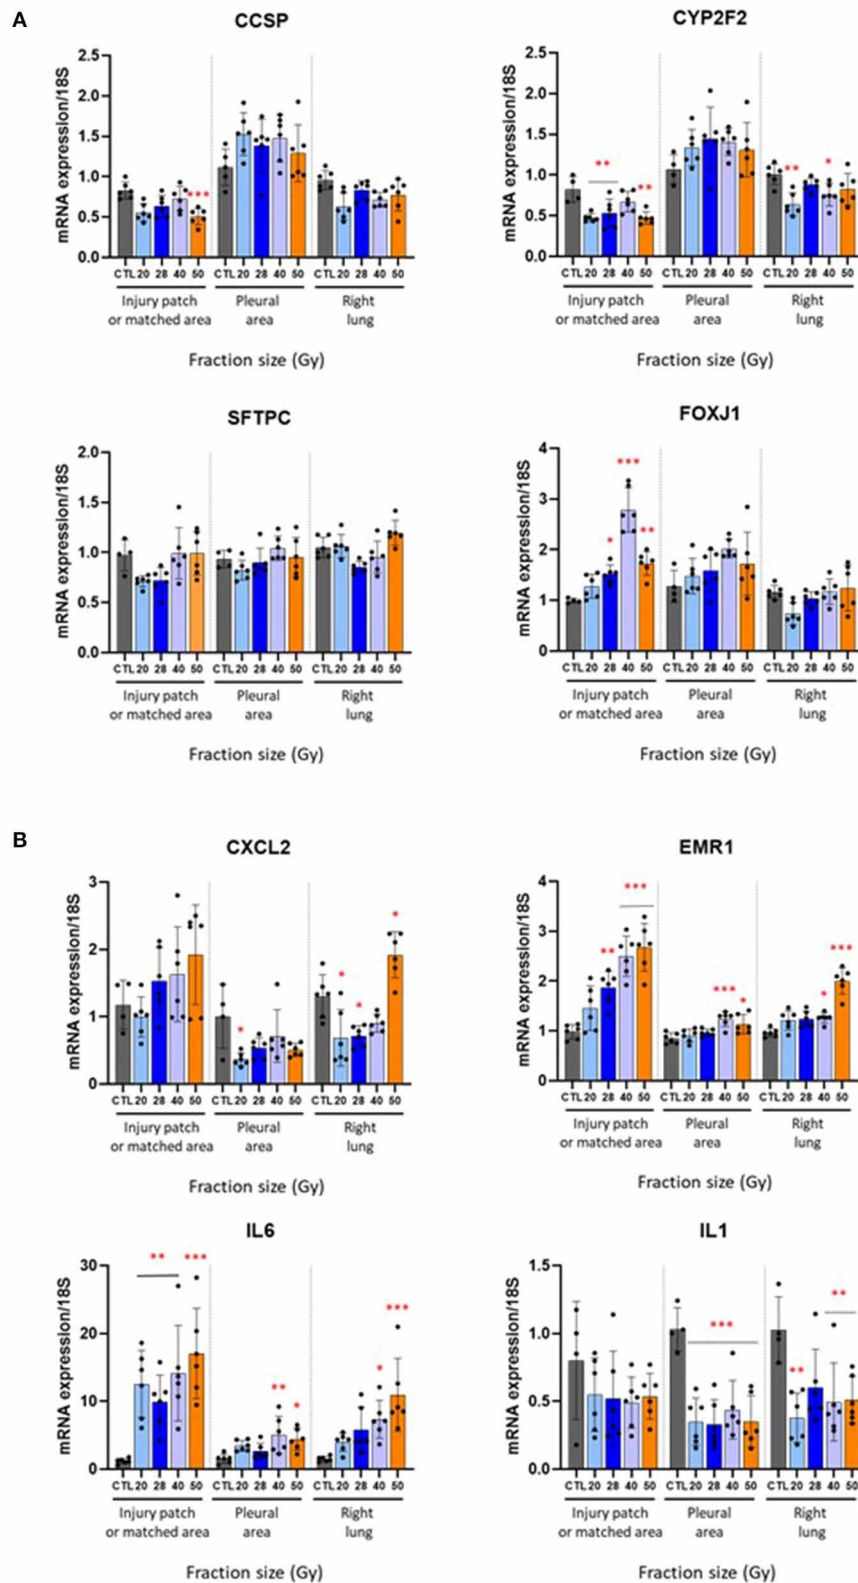 A
CCSP
mRNA expression/18S
2.5
2.0
1.5
1.0
0.5
0.0
CTL 20 28 40 50 CTL 20 28 40 50 CTL 20 28 40 50
***
Injury patch or matched area
Pleural area
Right lung
Fraction size (Gy)
CYP2F2
mRNA expression/18S
2.5
2.0
1.5
1.0
0.5
0.0
** ** ** *
CTL 20 28 40 50 CTL 20 28 40 50 CTL 20 28 40 50
Injury patch or matched area
Pleural area
Right lung
Fraction size (Gy)
SFTPC
mRNA expression/18S
2.0
1.5
1.0
0.5
0.0
CTL 20 28 40 50 CTL 20 28 40 50 CTL 20 28 40 50
Injury patch or matched area
Pleural area
Right lung
Fraction size (Gy)
FOXJ1
mRNA expression/18S
4
3
2
1
0
* *** **
CTL 20 28 40 50 CTL 20 28 40 50 CTL 20 28 40 50
Injury patch or matched area
Pleural area
Right lung
Fraction size (Gy)
B
CXCL2
mRNA expression/18S
3
2
1
0
* * * *
CTL 20 28 40 50 CTL 20 28 40 50 CTL 20 28 40 50
Injury patch or matched area
Pleural area
Right lung
Fraction size (Gy)
EMR1
mRNA expression/18S
4
3
2
1
0
** *** *** * * ***
CTL 20 28 40 50 CTL 20 28 40 50 CTL 20 28 40 50
Injury patch or matched area
Pleural area
Right lung
Fraction size (Gy)
IL6
mRNA expression/18S
30
20
10
0
** *** ** * * ***
CTL 20 28 40 50 CTL 20 28 40 50 CTL 20 28 40 50
Injury patch or matched area
Pleural area
Right lung
Fraction size (Gy)
IL1
mRNA expression/18S
1.5
1.0
0.5
0.0
*** ** **
CTL 20 28 40 50 CTL 20 28 40 50 CTL 20 28 40 50
Injury patch or matched area
Pleural area
Right lung
Fraction size (Gy)